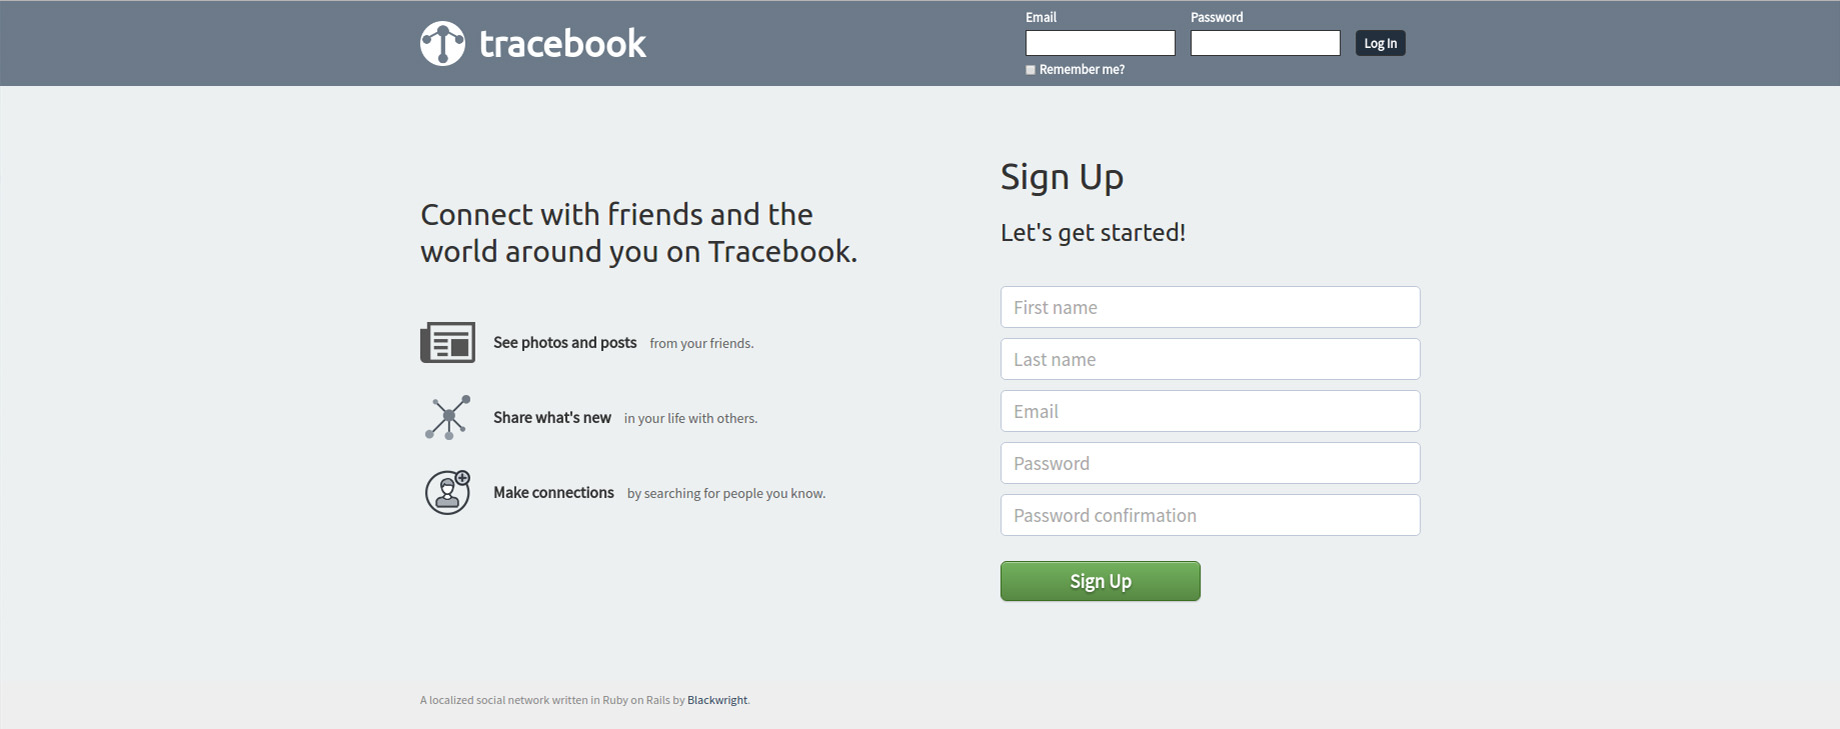 tracebook
Email
Password
Log In
Remember me?
Connect with friends and the
world around you on Tracebook.
See photos and posts from your friends.
Share what's new in your life with others.
Make connections by searching for people you know.
Sign Up
Let's get started!
First name
Last name
Email
Password
Password confirmation
Sign Up
A localized social network written in Ruby on Rails by Blackwright.